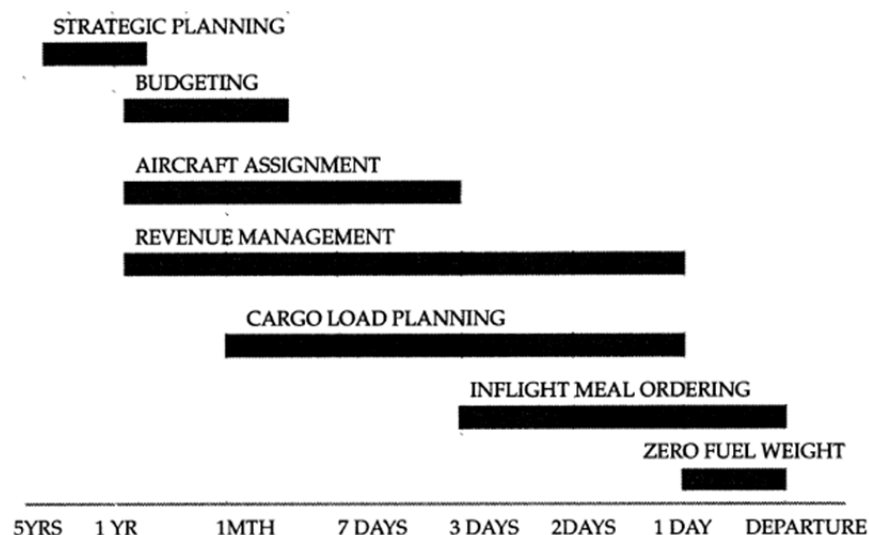 STRATEGIC PLANNING
BUDGETING
AIRCRAFT ASSIGNMENT
REVENUE MANAGEMENT
CARGO LOAD PLANNING
INFLIGHT MEAL ORDERING
ZERO FUEL WEIGHT
5YRS 1 YR 1MTH 7 DAYS 3 DAYS 2DAYS 1 DAY DEPARTURE